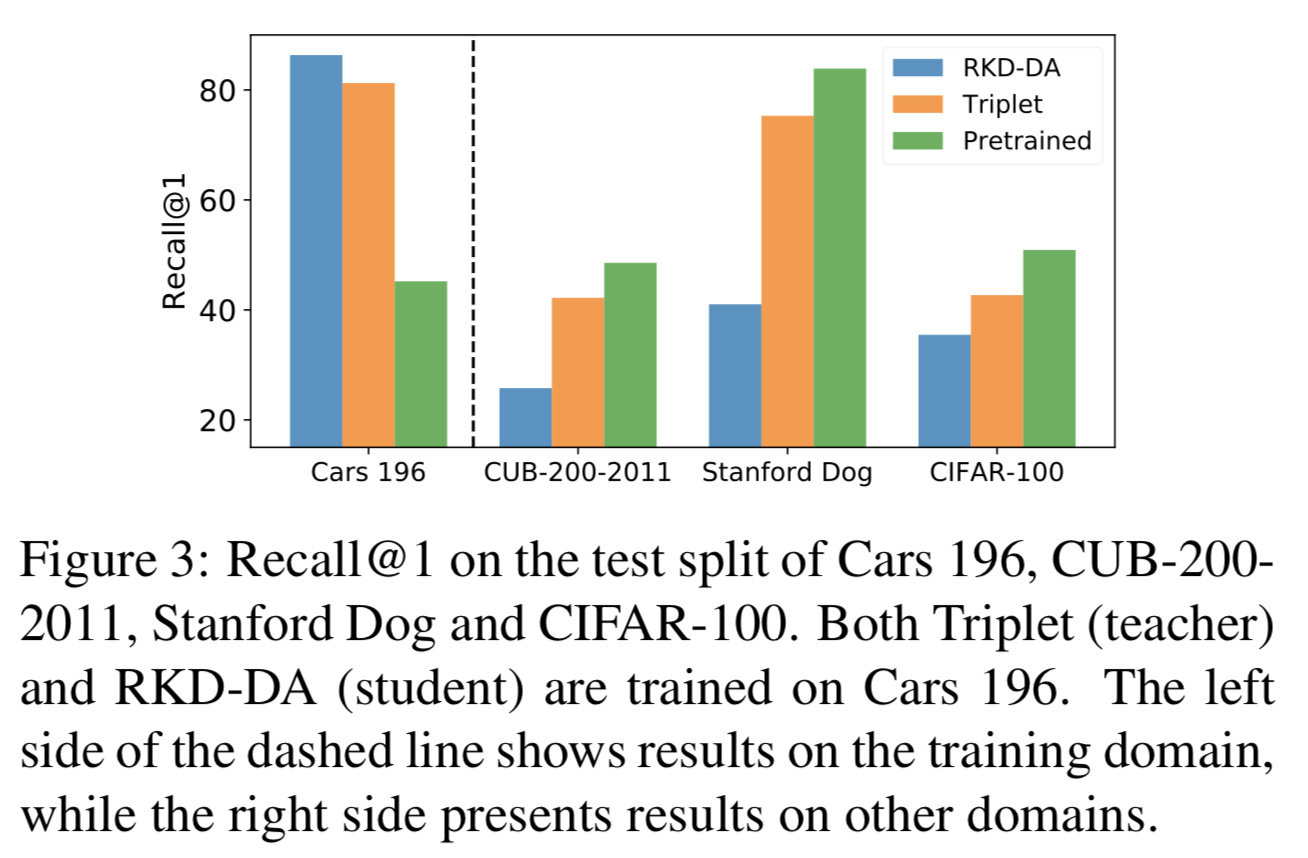 80
60
40
20
Recall@1
RKD-DA
Triplet
Pretrained
Cars 196
CUB-200-2011
Stanford Dog
CIFAR-100
Figure 3: Recall@1 on the test split of Cars 196, CUB-200-
2011, Stanford Dog and CIFAR-100. Both Triplet (teacher)
and RKD-DA (student) are trained on Cars 196. The left
side of the dashed line shows results on the training domain,
while the right side presents results on other domains.